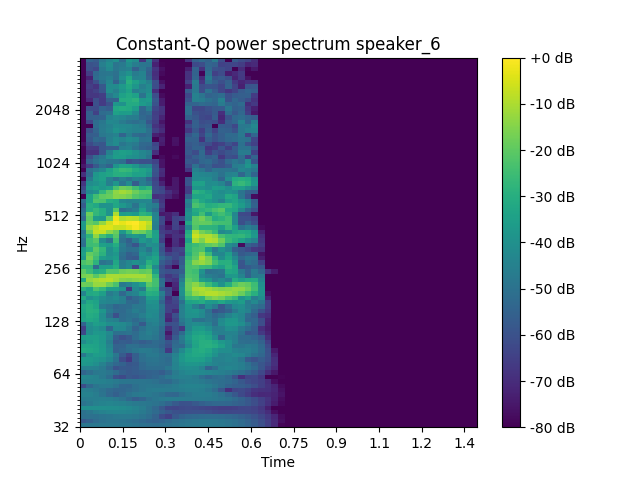 Constant-Q power spectrum speaker_6
Hz
2048
1024
512
256
128
64
32
0 0.15 0.3 0.45 0.6 0.75 0.9 1.1 1.2 1.4
Time
+0 dB
-10 dB
-20 dB
-30 dB
-40 dB
-50 dB
-60 dB
-70 dB
-80 dB